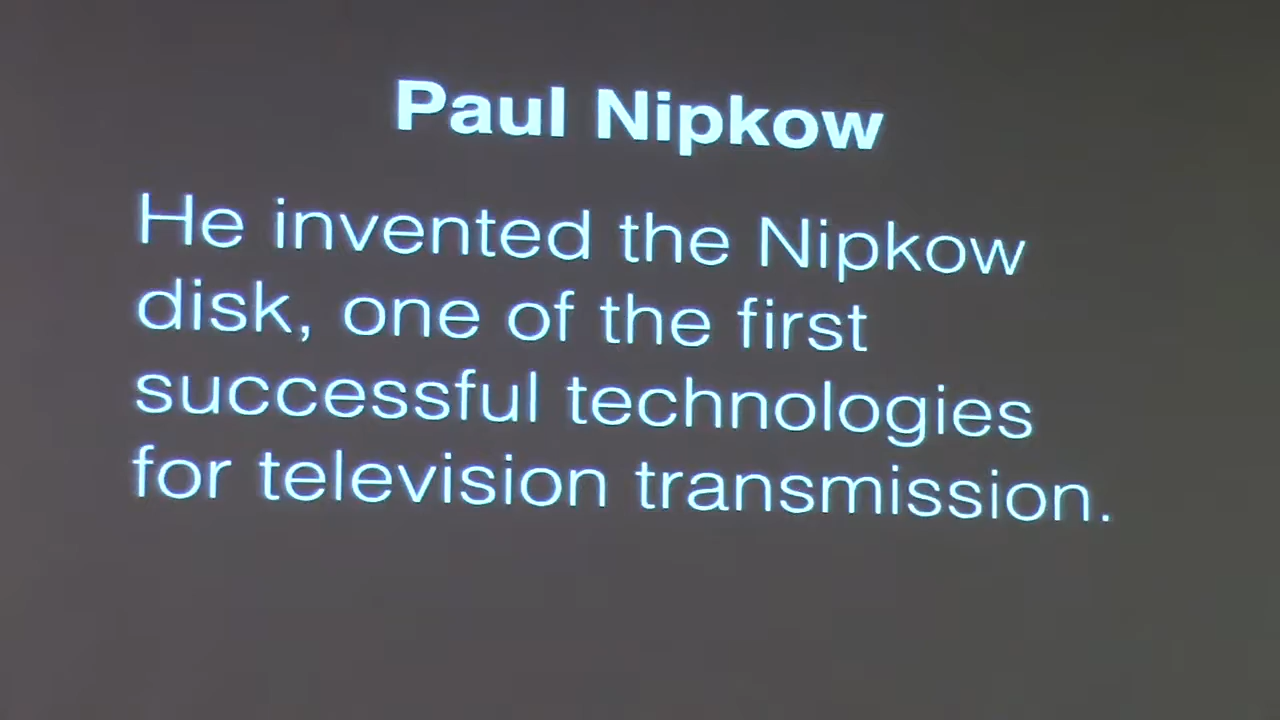 Paul Nipkow
He invented the Nipkow
disk, one of the first
successful technologies
for television transmission.